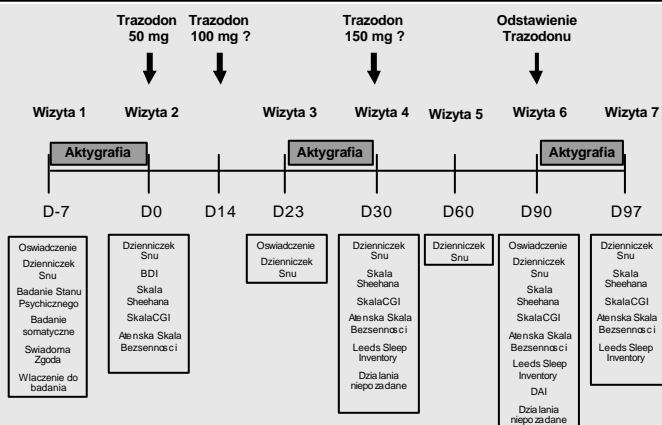 Trazodon
50 mg
Trazodon
100 mg ?
Trazodon
150 mg ?
Odstawienie
Trazodonu
Wizyta 1
Wizyta 2
Wizyta 3
Wizyta 4
Wizyta 5
Wizyta 6
Wizyta 7
Aktygrafia
Aktygrafia
Aktygrafia
D-7
D0
D14
D23
D30
D60
D90
D97
Oswiadczenie
Dzienniczek
Snu
Badanie Stanu
Psychicznego
Badanie
somatyczne
Swiadoma
Zgoda
Wlaczenie do
badania
Dzienniczek
Snu
BDI
Skala
Sheehana
SkalaCGI
Atenska Skala
Bezsennosci
Oswiadczenie
Dzienniczek
Snu
Dzienniczek
Snu
Skala
Sheehana
SkalaCGI
Atenska Skala
Bezsennosci
Leeds Sleep
Inventory
Dzialania
niepozadane
Dzienniczek
Snu
Oswiadczenie
Dzienniczek
Snu
Skala
Sheehana
SkalaCGI
Atenska Skala
Bezsennosci
Leeds Sleep
Inventory
DAI
Dzialania
niepozadane
Dzienniczek
Snu
Skala
Sheehana
SkalaCGI
Atenska Skala
Bezsennosci
Leeds Sleep
Inventory